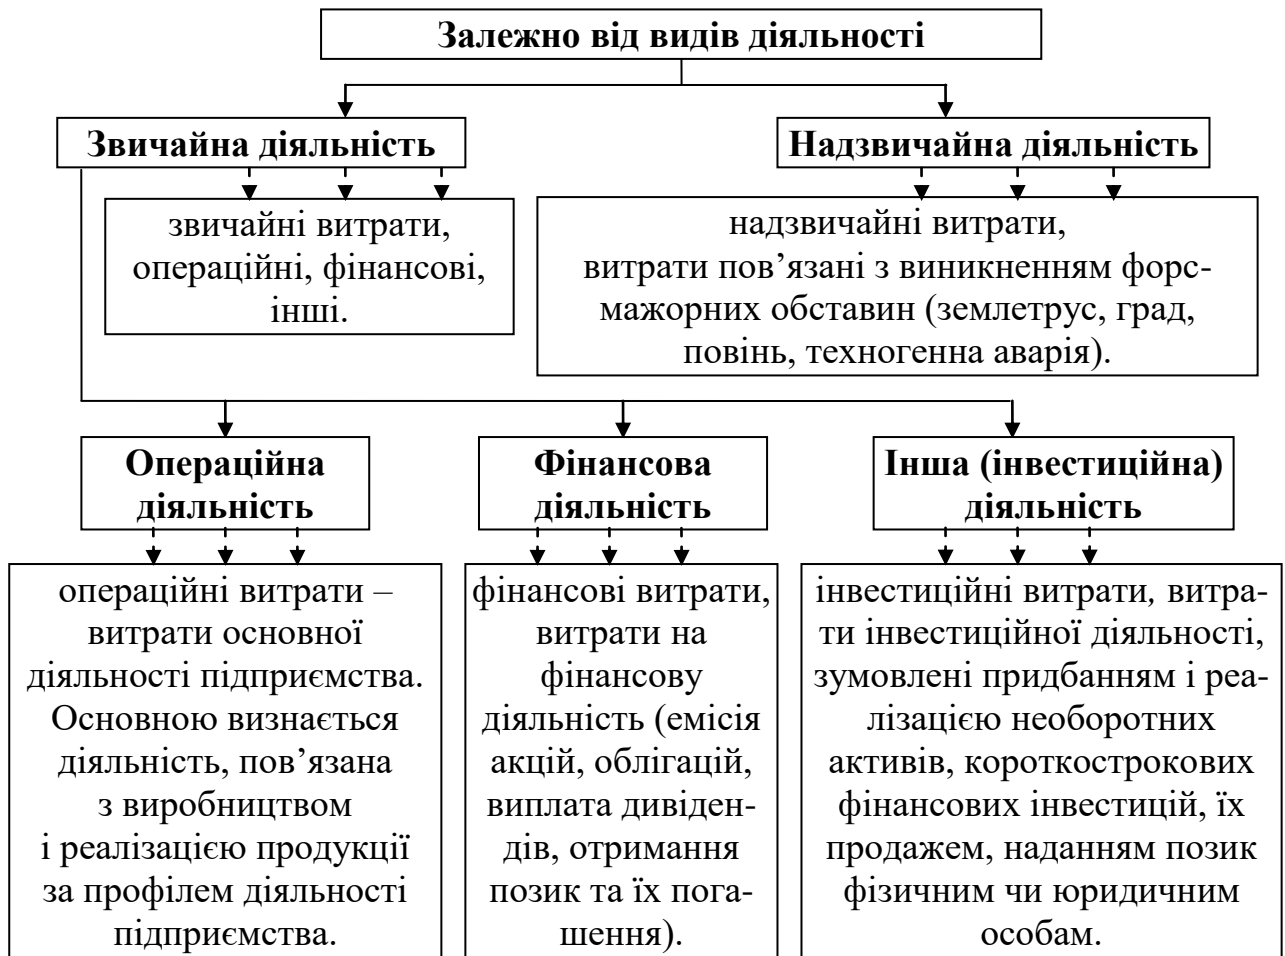 Залежно від видів діяльності
Звичайна діяльність
Надзвичайна діяльність
звичайні витрати,
операційні, фінансові,
інші.
надзвичайні витрати,
витрати пов’язані з виникненням форс-
мажорних обставин (землетрус, град,
повінь, техногенна аварія).
Операційна
діяльність
Фінансова
діяльність
Інша (інвестиційна)
діяльність
операційні витрати –
витрати основної
діяльності підприємства.
Основною визнається
діяльність, пов’язана
з виробництвом
і реалізацією продукції
за профілем діяльності
підприємства.
фінансові витрати,
витрати на
фінансову
діяльність (емісія
акцій, облігацій,
виплата дивіден-
дів, отримання
позик та їх пога-
шення).
інвестиційні витрати, витра-
ти інвестиційної діяльності,
зумовлені придбанням і реа-
лізацією необоротних
активів, короткострокових
фінансових інвестицій, їх
продажем, наданням позик
фізичним чи юридичним
особам.